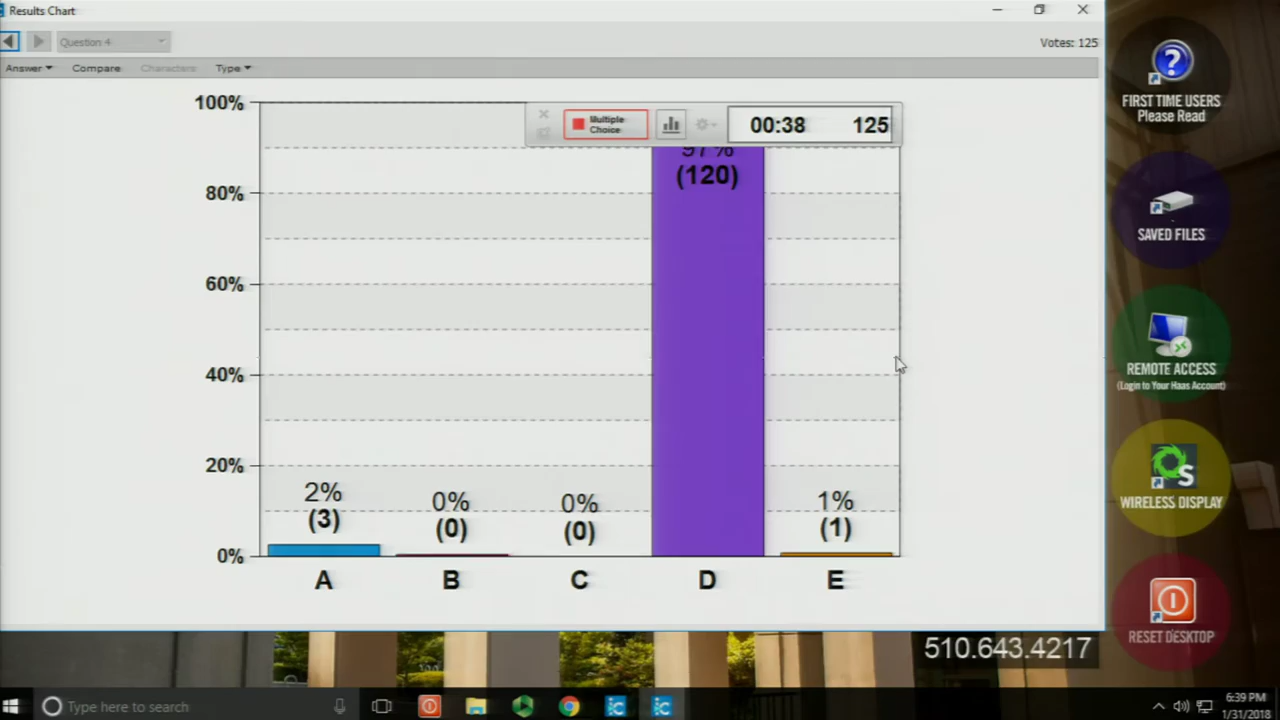 Results Chart
Question 4
Votes: 125
Answer
Compare
Characters
Type
Multiple
Choice
00:38
125
100%
80%
60%
40%
20%
0%
97%
(120)
2%
(3)
0%
(0)
0%
(0)
1%
(1)
A
B
C
D
E
FIRST TIME USERS
Please Read
SAVED FILES
REMOTE ACCESS
(Login to Your Haas Account)
S
WIRELESS DISPLAY
RESET DESKTOP
510.643.4217
Type here to search
iC
iC
6:39 PM
1/31/2018